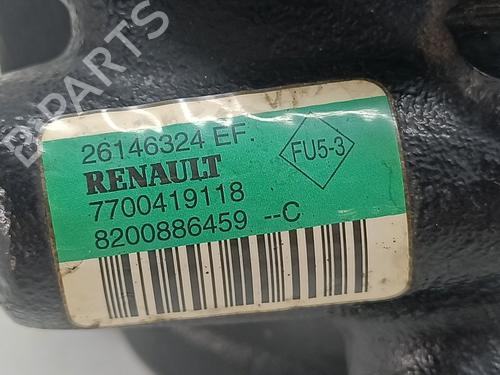 B-PARTS
26146324 EF.
RENAULT
7700419118
8200886459 --C
FU5-3